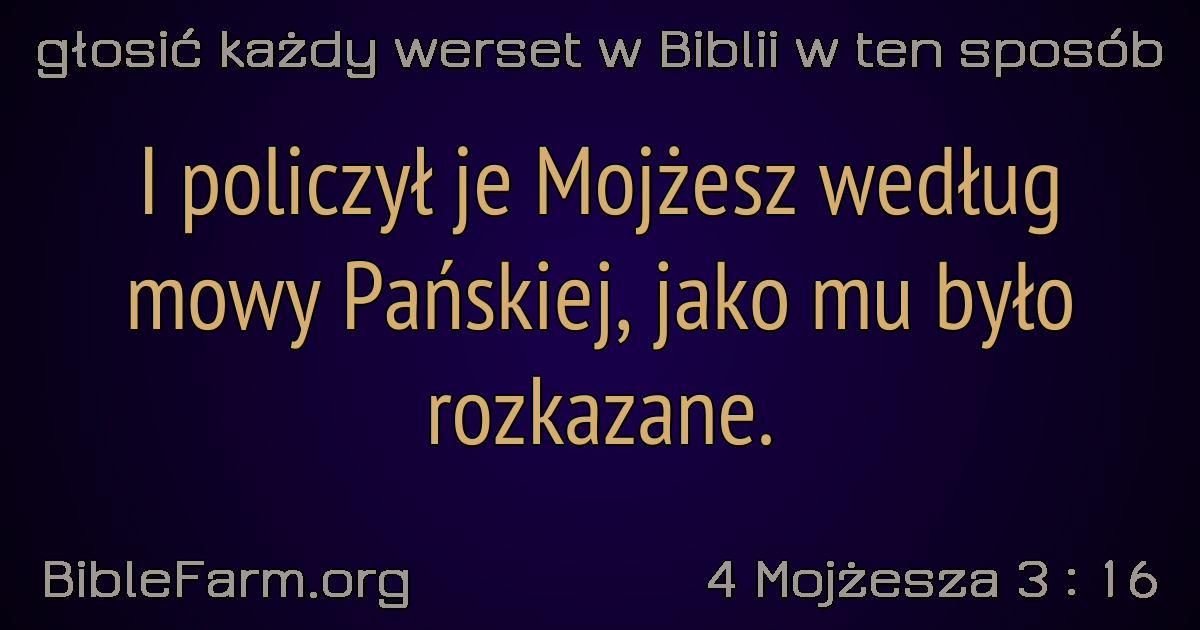 głosić każdy werset w Biblii w ten sposób
I policzył je Mojżesz według
mowy Pańskiej, jako mu było
rozkazane.
BibleFarm.org
4 Mojżesza 3 : 16